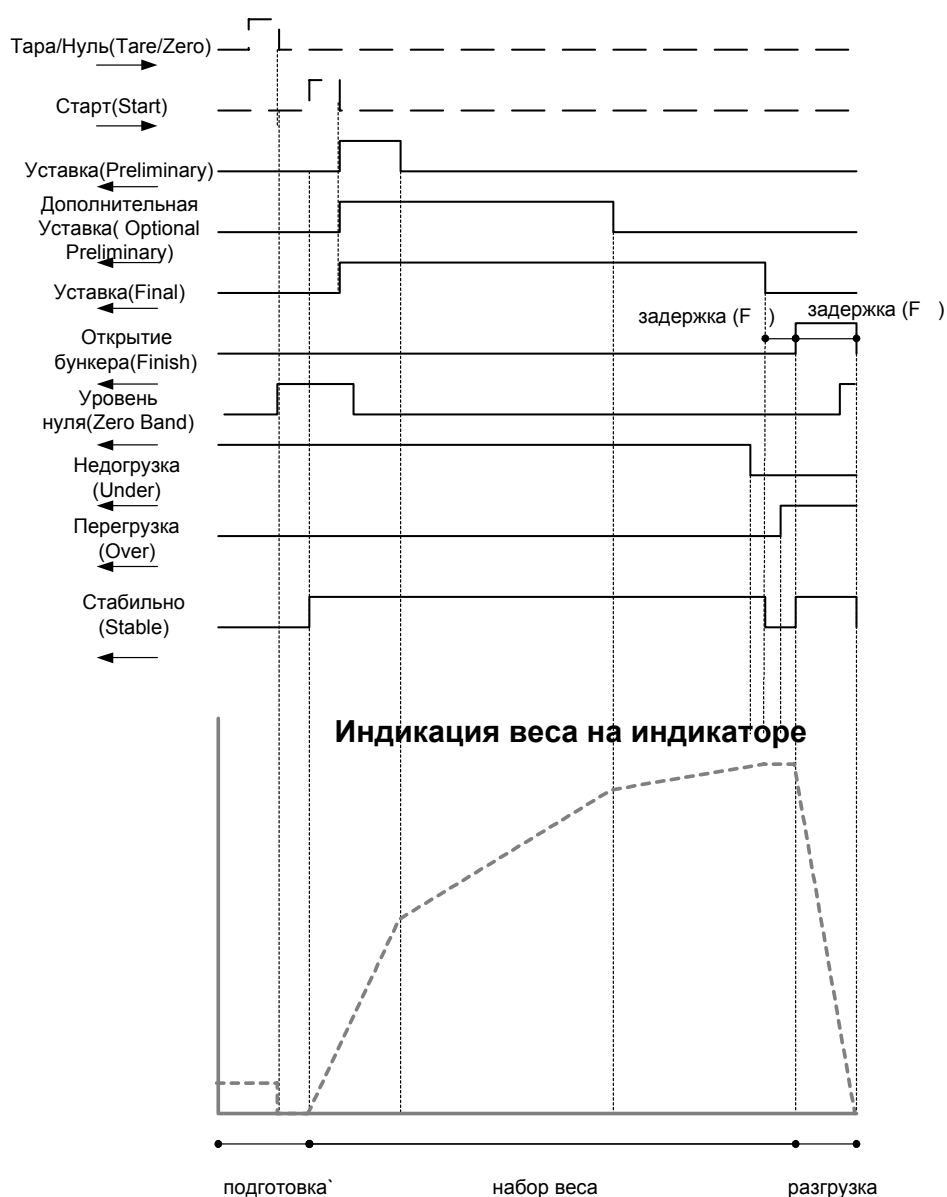 Тара/Нуль(Tare/Zero)
Старт(Start)
Уставка(Preliminary)
Дополнительная
Уставка( Optional
Preliminary)
Уставка(Final)
задержка (F )
задержка (F )
Открытие
бункера(Finish)
Уровень
нуля(Zero Band)
Недогрузка
(Under)
Перегрузка
(Over)
Стабильно
(Stable)
Индикация веса на индикаторе
подготовка`
набор веса
разгрузка